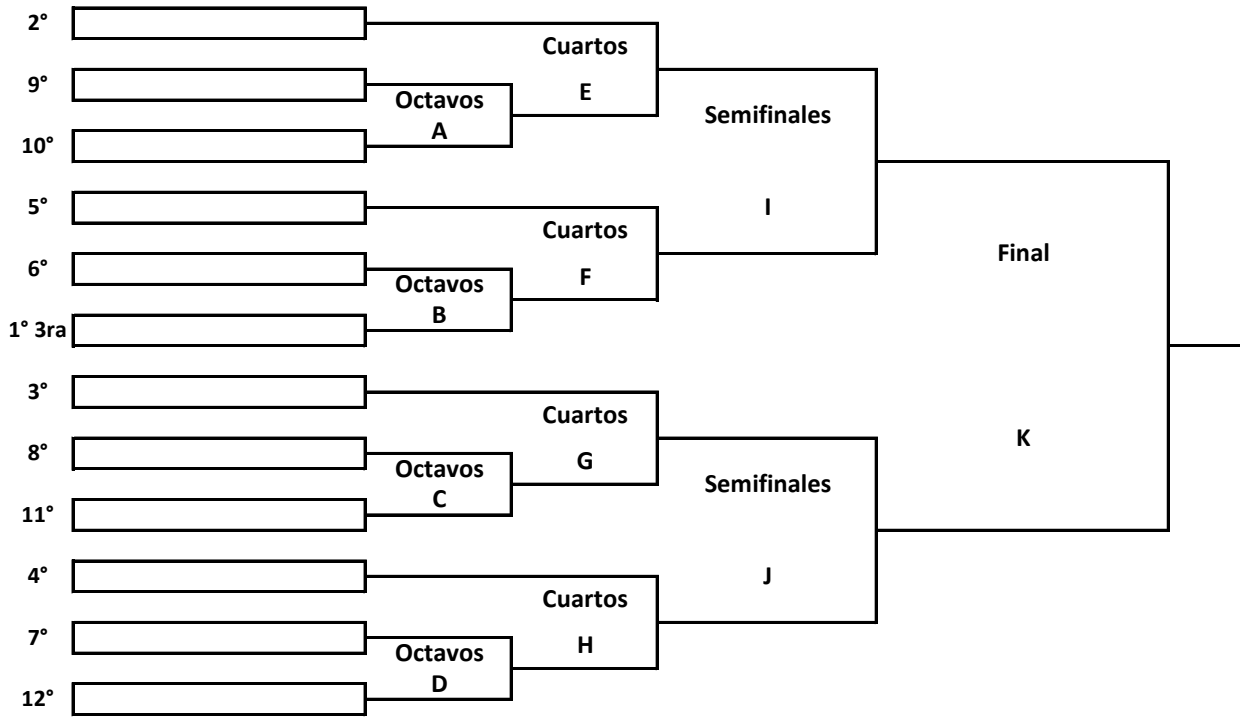 2°
Cuartos
9°
E
Octavos
A
Semifinales
10°
5°
I
Cuartos
Final
6°
F
Octavos
B
1° 3ra
3°
Cuartos
K
8°
G
Octavos
C
Semifinales
11°
4°
J
Cuartos
7°
H
Octavos
D
12°